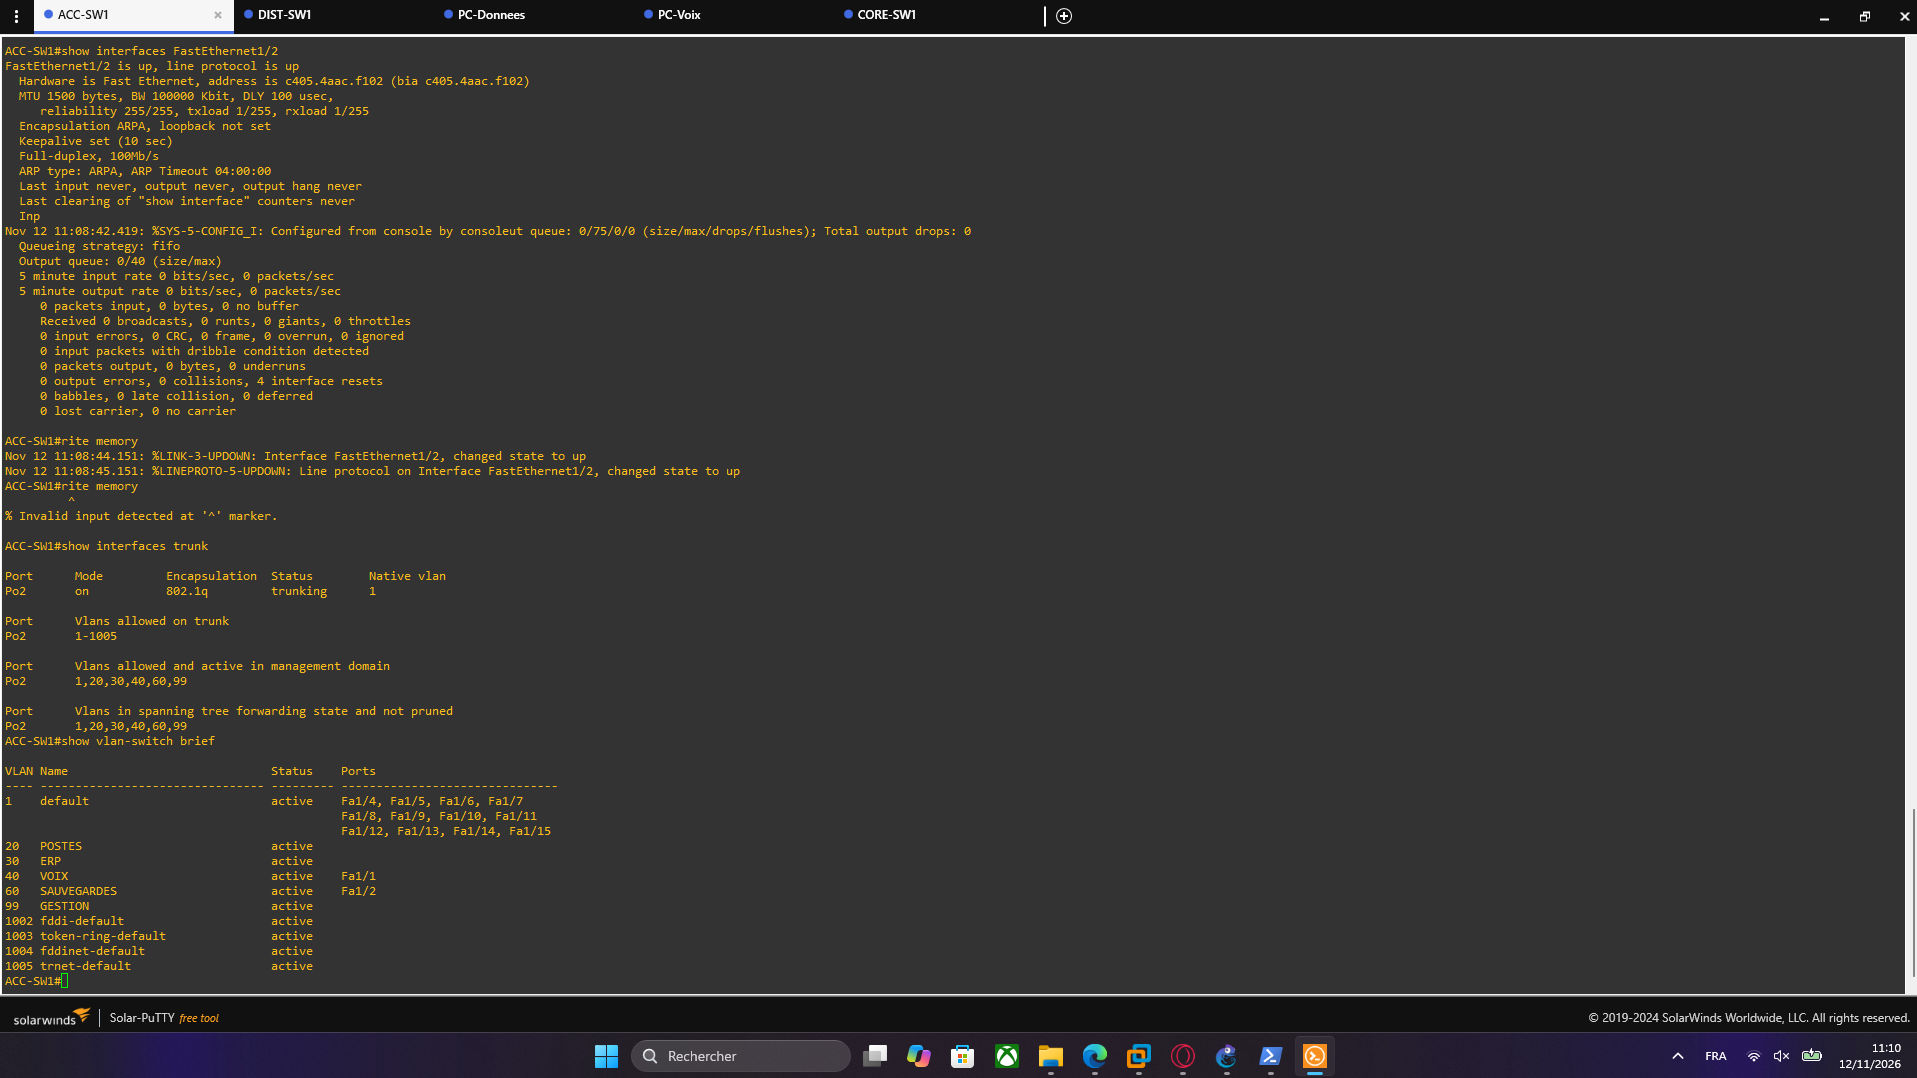 ACC-SW1
DIST-SW1
PC-Donnees
PC-Voix
CORE-SW1
ACC-SW1#show interfaces FastEthernet1/2
FastEthernet1/2 is up, line protocol is up
  Hardware is Fast Ethernet, address is c405.4aac.f102 (bia c405.4aac.f102)
  MTU 1500 bytes, BW 100000 Kbit, DLY 100 usec,
     reliability 255/255, txload 1/255, rxload 1/255
  Encapsulation ARPA, loopback not set
  Keepalive set (10 sec)
  Full-duplex, 100Mb/s
  ARP type: ARPA, ARP Timeout 04:00:00
  Last input never, output never, output hang never
  Last clearing of "show interface" counters never
  Inp
Nov 12 11:08:42.419: %SYS-5-CONFIG_I: Configured from console by consoleut queue: 0/75/0/0 (size/max/drops/flushes); Total output drops: 0
  Queueing strategy: fifo
  Output queue: 0/40 (size/max)
  5 minute input rate 0 bits/sec, 0 packets/sec
  5 minute output rate 0 bits/sec, 0 packets/sec
     0 packets input, 0 bytes, 0 no buffer
     Received 0 broadcasts, 0 runts, 0 giants, 0 throttles
     0 input errors, 0 CRC, 0 frame, 0 overrun, 0 ignored
     0 input packets with dribble condition detected
     0 packets output, 0 bytes, 0 underruns
     0 output errors, 0 collisions, 4 interface resets
     0 babbles, 0 late collision, 0 deferred
     0 lost carrier, 0 no carrier
ACC-SW1#rite memory
Nov 12 11:08:44.151: %LINK-3-UPDOWN: Interface FastEthernet1/2, changed state to up
Nov 12 11:08:45.151: %LINEPROTO-5-UPDOWN: Line protocol on Interface FastEthernet1/2, changed state to up
ACC-SW1#rite memory
         ^
% Invalid input detected at '^' marker.
ACC-SW1#show interfaces trunk
Port      Mode         Encapsulation  Status        Native vlan
Po2       on           802.1q         trunking      1
Port      Vlans allowed on trunk
Po2       1-1005
Port      Vlans allowed and active in management domain
Po2       1,20,30,40,60,99
Port      Vlans in spanning tree forwarding state and not pruned
Po2       1,20,30,40,60,99
ACC-SW1#show vlan-switch brief
VLAN Name                             Status    Ports
---- -------------------------------- --------- -------------------------------
1    default                          active    Fa1/4, Fa1/5, Fa1/6, Fa1/7
                                                Fa1/8, Fa1/9, Fa1/10, Fa1/11
                                                Fa1/12, Fa1/13, Fa1/14, Fa1/15
20   POSTES                           active
30   ERP                              active
40   VOIX                             active    Fa1/1
60   SAUVEGARDES                      active    Fa1/2
99   GESTION                          active
1002 fddi-default                     active
1003 token-ring-default               active
1004 fddinet-default                  active
1005 trnet-default                    active
ACC-SW1#
solarwinds | Solar-PuTTY free tool
© 2019-2024 SolarWinds Worldwide, LLC. All rights reserved.
Rechercher
FRA
11:10
12/11/2026